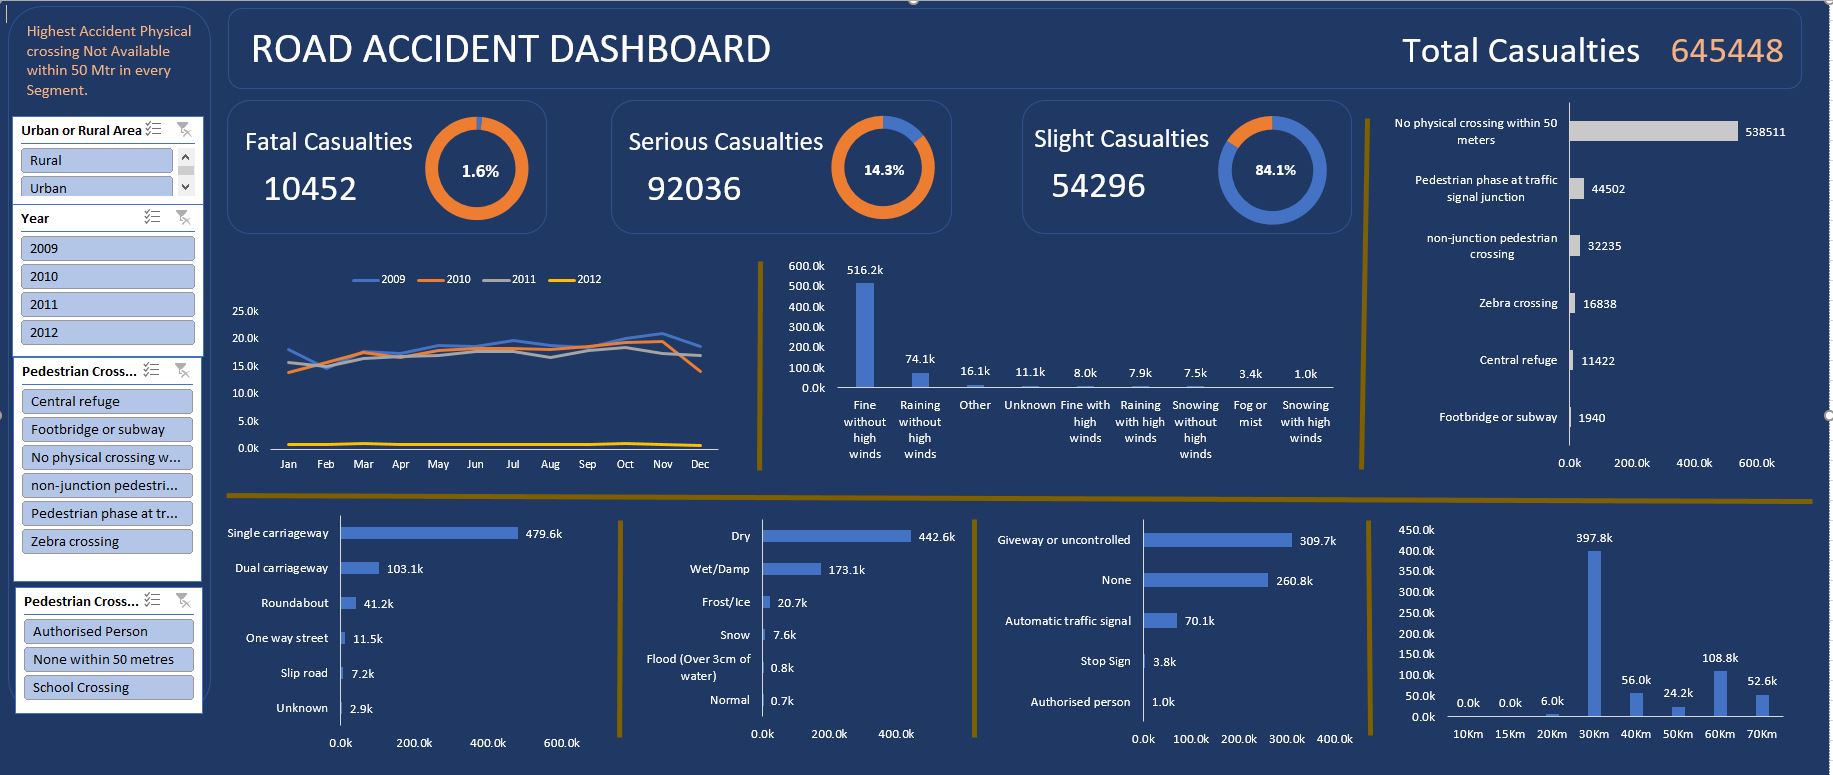 Highest Accident Physical
crossing Not Available
within 50 Mtr in every
Segment.
ROAD ACCIDENT DASHBOARD
Total Casualties 645448
Urban or Rural Area
Rural
Urban
Year
2009
2010
2011
2012
Pedestrian Cross...
Central refuge
Footbridge or subway
No physical crossing w...
non-junction pedestri...
Pedestrian phase at tr...
Zebra crossing
Pedestrian Cross...
Authorised Person
None within 50 metres
School Crossing
Fatal Casualties
10452
1.6%
Serious Casualties
92036
14.3%
Slight Casualties
54296
84.1%
No physical crossing within 50
meters
538511
Pedestrian phase at traffic
signal junction
44502
non-junction pedestrian
crossing
32235
Zebra crossing 16838
Central refuge 11422
Footbridge or subway 1940
0.0k 200.0k 400.0k 600.0k
2009 2010 2011 2012
25.0k
20.0k
15.0k
10.0k
5.0k
0.0k
Jan Feb Mar Apr May Jun Jul Aug Sep Oct Nov Dec
600.0k
500.0k
400.0k
300.0k
200.0k
100.0k
0.0k
516.2k 74.1k 16.1k 11.1k 8.0k 7.9k 7.5k 3.4k 1.0k
Fine
without
high
winds
Raining
without
high
winds
Other
Unknown
Fine with
high
winds
Raining
with high
winds
Snowing
without
high
winds
Fog or
mist
Snowing
with high
winds
Single carriageway 479.6k
Dual carriageway 103.1k
Roundabout 41.2k
One way street 11.5k
Slip road 7.2k
Unknown 2.9k
0.0k 200.0k 400.0k 600.0k
Dry 442.6k
Wet/Damp 173.1k
Frost/Ice 20.7k
Snow 7.6k
Flood (Over 3cm of
water)
0.8k
Normal 0.7k
0.0k 200.0k 400.0k
Giveway or uncontrolled 309.7k
None 260.8k
Automatic traffic signal 70.1k
Stop Sign 3.8k
Authorised person 1.0k
0.0k 100.0k 200.0k 300.0k 400.0k
450.0k
400.0k
350.0k
300.0k
250.0k
200.0k
150.0k
100.0k
50.0k
0.0k
0.0k 0.0k 6.0k 397.8k 56.0k 24.2k 108.8k 52.6k
10Km 15Km 20Km 30Km 40Km 50Km 60Km 70Km